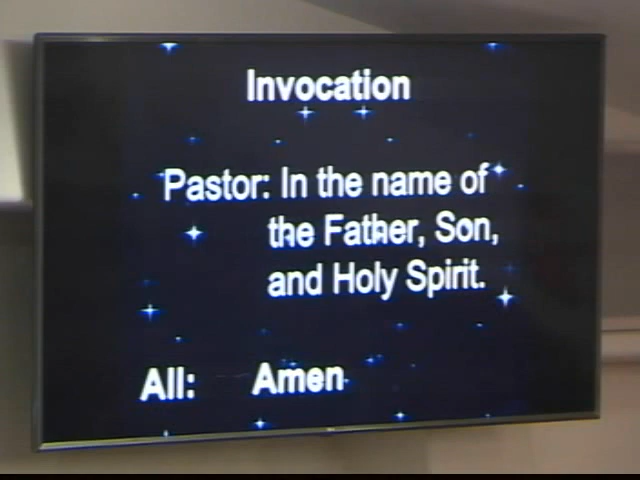 Invocation
Pastor: In the name of
the Father, Son,
and Holy Spirit.
All: Amen